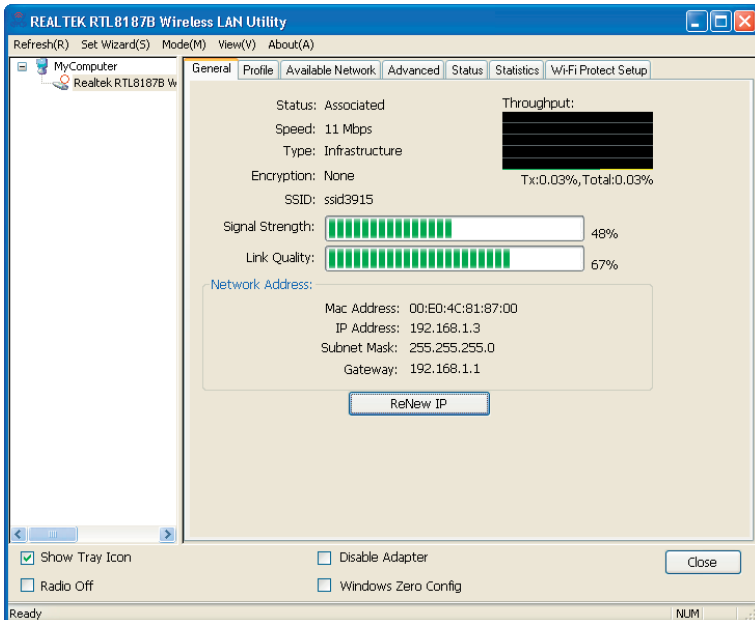 REALTEK RTL8187B Wireless LAN Utility
Refresh(R) Set Wizard(S) Mode(M) View(V) About(A)
MyComputer
Realtek RTL8187B W
General Profile Available Network Advanced Status Statistics Wi-Fi Protect Setup
Status: Associated
Speed: 11 Mbps
Type: Infrastructure
Encryption: None
SSID: ssid3915
Throughput:
Tx:0.03%, Total:0.03%
Signal Strength: 48%
Link Quality: 67%
Network Address:
Mac Address: 00:E0:4C:81:87:00
IP Address: 192.168.1.3
Subnet Mask: 255.255.255.0
Gateway: 192.168.1.1
ReNew IP
Show Tray Icon
Radio Off
Disable Adapter
Windows Zero Config
Close
Ready
NUM